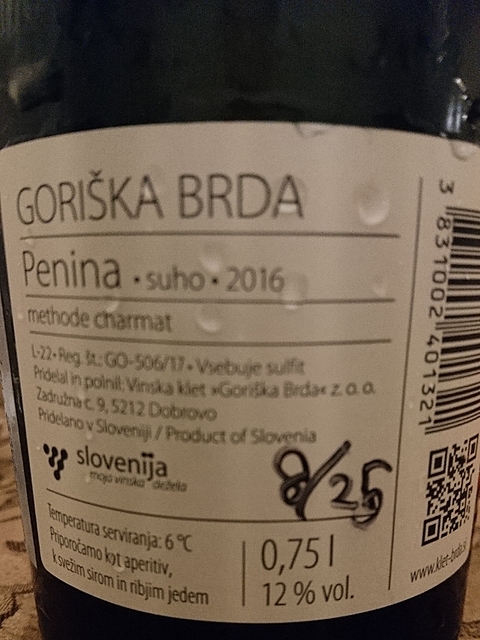 GORIŠKA BRDA
Penina • suho • 2016
methode charmat
L-22 • Reg. št.: GO-506/17 • Vsebuje sulfit
Pridelal in polnil: Vinska klet »Goriška Brda« z. o. o.
Zadružna c. 9, 5212 Dobrovo
Pridelano v Sloveniji / Product of Slovenia
slovenija
moja vinska dežela
8/25
Temperatura serviranja: 6 °C
Priporočamo kot aperitiv,
k svežim sirom in ribjim jedem
0,75 l
12 % vol.
3 831002 401321
www.klet-brda.si